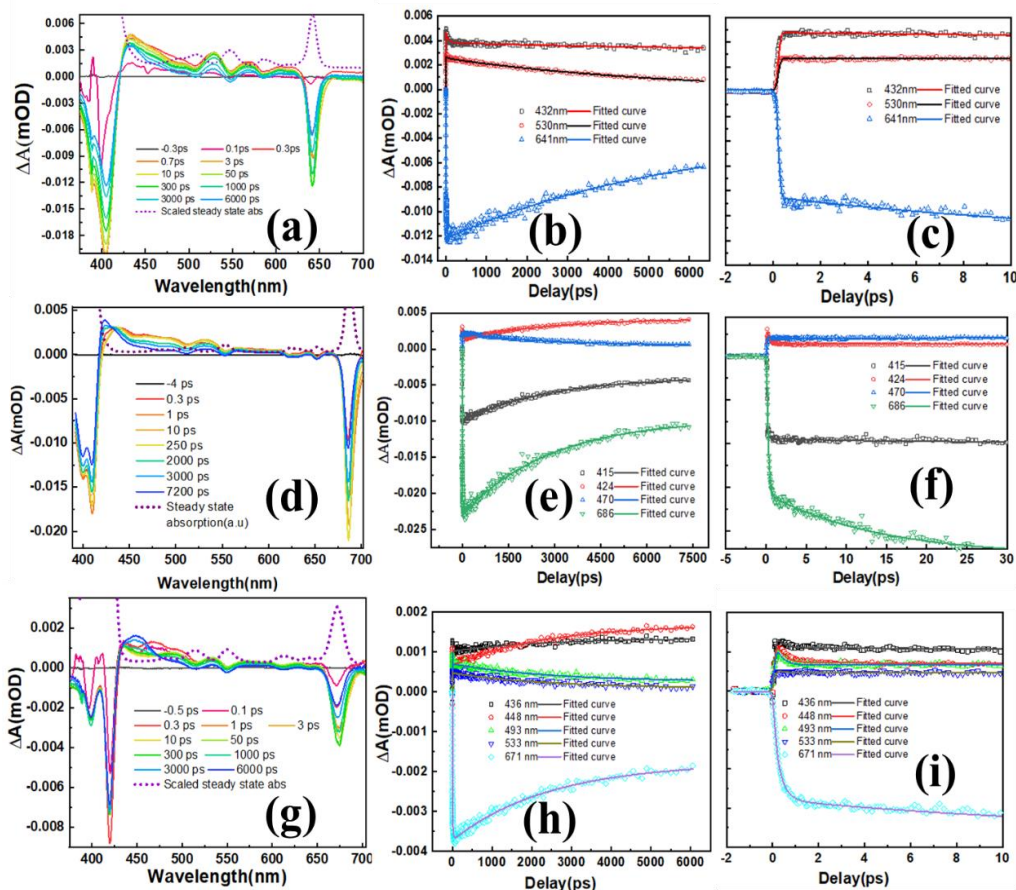 0.006
0.003
0.000
-0.003
-0.006
-0.009
-0.012
-0.015
-0.018
ΔA(mOD)
-0.3ps 0.1ps 0.3ps
0.7ps 3 ps
10 ps 50 ps
300 ps 1000 ps
3000 ps 6000 ps
Scaled steady state abs
(a)
400 450 500 550 600 650 700
Wavelength(nm)
0.006
0.004
0.002
0.000
-0.002
-0.004
-0.006
-0.008
-0.010
-0.012
-0.014
ΔA(mOD)
432nm Fitted curve
530nm Fitted curve
641nm Fitted curve
(b)
0 1000 2000 3000 4000 5000 6000
Delay(ps)
432nm Fitted curve
530nm Fitted curve
641nm Fitted curve
(c)
-2 0 2 4 6 8 10
Delay(ps)
0.005
0.000
-0.005
-0.010
-0.015
-0.020
ΔA(mOD)
-4 ps
0.3 ps
1 ps
10 ps
250 ps
2000 ps
3000 ps
7200 ps
Steady state
absorption(a.u)
(d)
400 450 500 550 600 650 700
Wavelength(nm)
0.005
0.000
-0.005
-0.010
-0.015
-0.020
-0.025
ΔA(mOD)
415 Fitted curve
424 Fitted curve
470 Fitted curve
686 Fitted curve
(e)
0 1500 3000 4500 6000 7500
Delay(ps)
415 Fitted curve
424 Fitted curve
470 Fitted curve
686 Fitted curve
(f)
-5 0 5 10 15 20 25 30
Delay(ps)
0.002
0.000
-0.002
-0.004
-0.006
-0.008
ΔA(mOD)
-0.5 ps 0.1 ps
0.3 ps 1 ps 3 ps
10 ps 50 ps
300 ps 1000 ps
3000 ps 6000 ps
Scaled steady state abs
(g)
400 450 500 550 600 650 700
Wavelength(nm)
0.002
0.001
0.000
-0.001
-0.002
-0.003
-0.004
ΔA(mOD)
436 nm Fitted curve
448 nm Fitted curve
493 nm Fitted curve
533 nm Fitted curve
671 nm Fitted curve
(h)
0 1000 2000 3000 4000 5000 6000
Delay(ps)
436 nm Fitted curve
448 nm Fitted curve
493 nm Fitted curve
533 nm Fitted curve
671 nm Fitted curve
(i)
-2 0 2 4 6 8 10
Delay(ps)